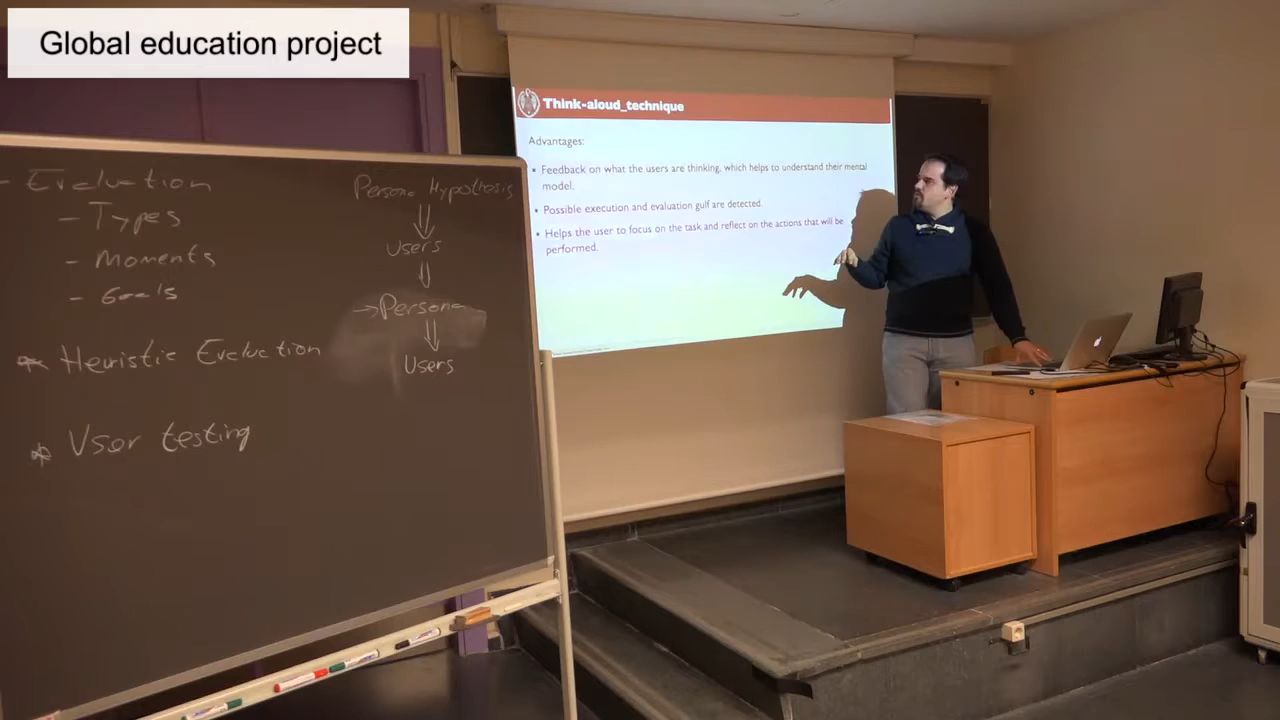 Global education project
Think-aloud_technique
Advantages:
• Feedback on what the users are thinking, which helps to understand their mental
model.
• Possible execution and evaluation gulf are detected.
• Helps the user to focus on the task and reflect on the actions that will be
performed.
- Evaluation
- Types
- Moments
- Goals
* Heuristic Evaluation
* User testing
Persona Hypothosis
⇓
Users
⇓
→Persona
⇓
Users